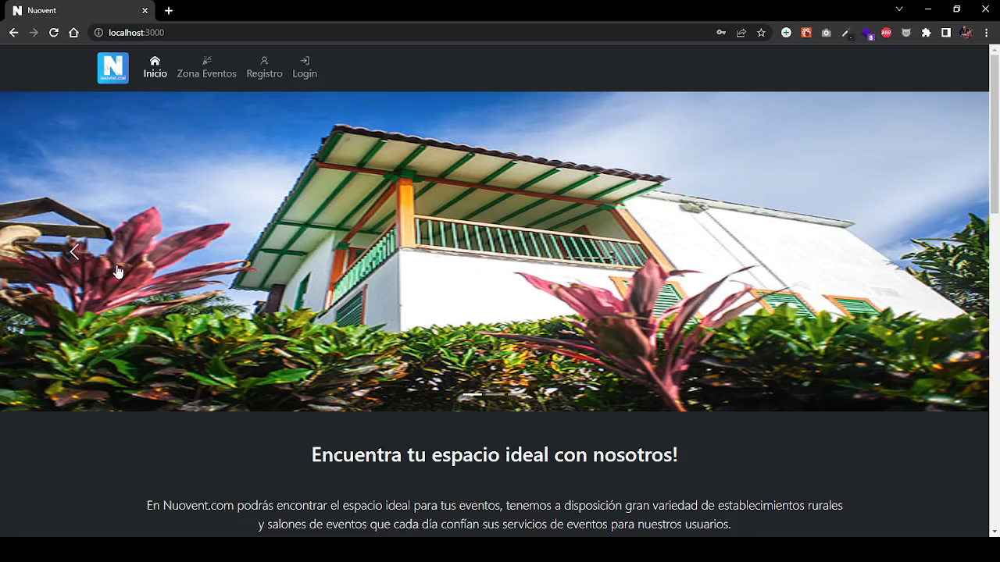 Nuovent
localhost:3000
8
ABP
N
NUOVENT.COM
Inicio
Zona Eventos
Registro
Login
Encuentra tu espacio ideal con nosotros!
En Nuovent.com podrás encontrar el espacio ideal para tus eventos, tenemos a disposición gran variedad de establecimientos rurales
y salones de eventos que cada día confían sus servicios de eventos para nuestros usuarios.